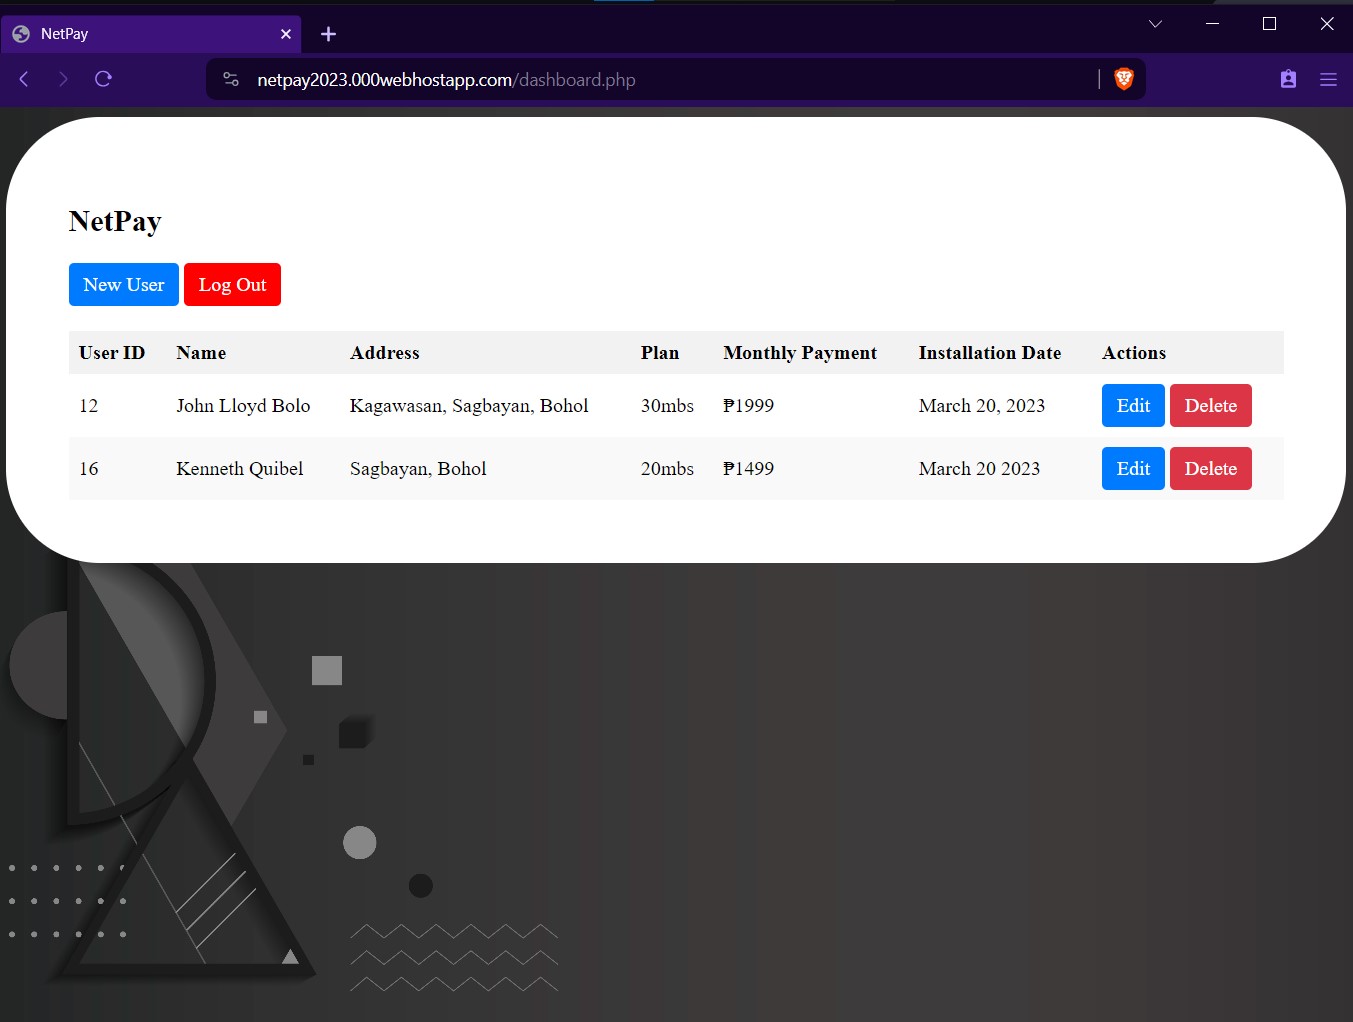 NetPay
netpay2023.000webhostapp.com/dashboard.php
NetPay
New User Log Out
User ID Name Address Plan Monthly Payment Installation Date Actions
12 John Lloyd Bolo Kagawasan, Sagbayan, Bohol 30mbs ₱1999 March 20, 2023 Edit Delete
16 Kenneth Quibel Sagbayan, Bohol 20mbs ₱1499 March 20 2023 Edit Delete